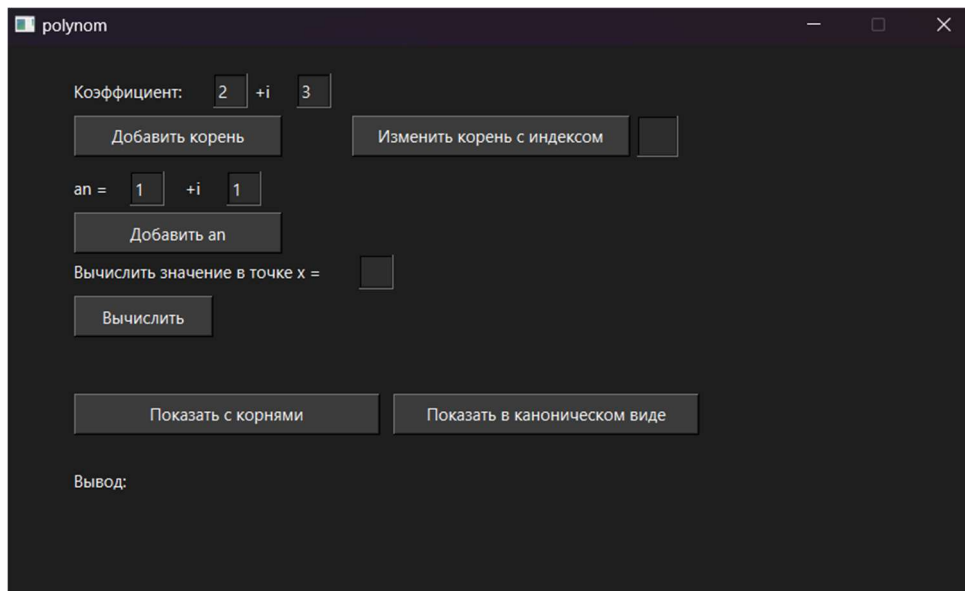 polynom
Коэффициент: 2 +i 3
Добавить корень Изменить корень с индексом
an = 1 +i 1
Добавить an
Вычислить значение в точке x =
Вычислить
Показать с корнями Показать в каноническом виде
Вывод: